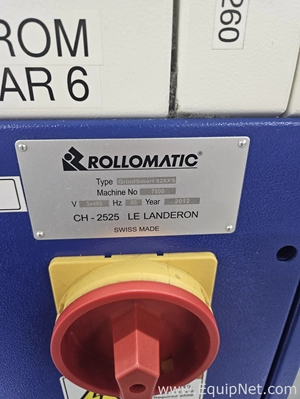 ROM
AR 6
260
ROLLOMATIC®
Type
Machine No
V Hz Year 2012
CH - 2525 LE LANDERON
SWISS MADE
www.EquipNet.com